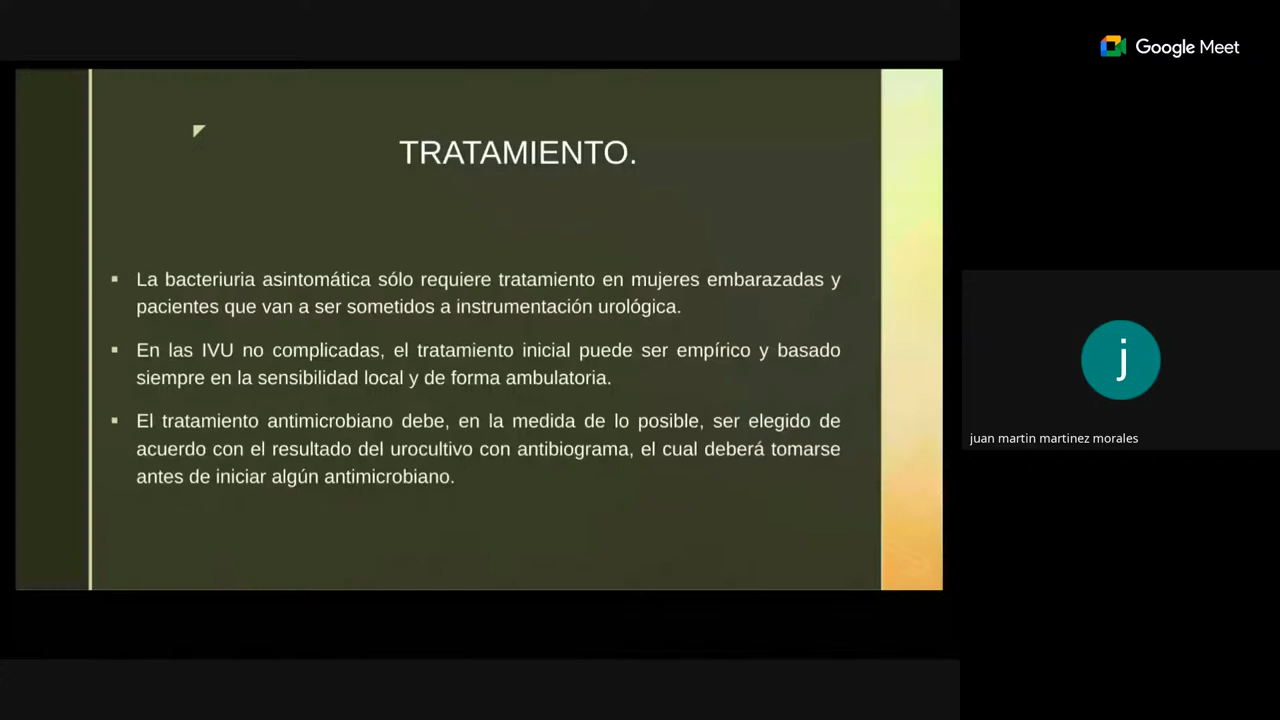 Google Meet
TRATAMIENTO.
▪ La bacteriuria asintomática sólo requiere tratamiento en mujeres embarazadas y
pacientes que van a ser sometidos a instrumentación urológica.
▪ En las IVU no complicadas, el tratamiento inicial puede ser empírico y basado
siempre en la sensibilidad local y de forma ambulatoria.
▪ El tratamiento antimicrobiano debe, en la medida de lo posible, ser elegido de
acuerdo con el resultado del urocultivo con antibiograma, el cual deberá tomarse
antes de iniciar algún antimicrobiano.
j
juan martin martinez morales